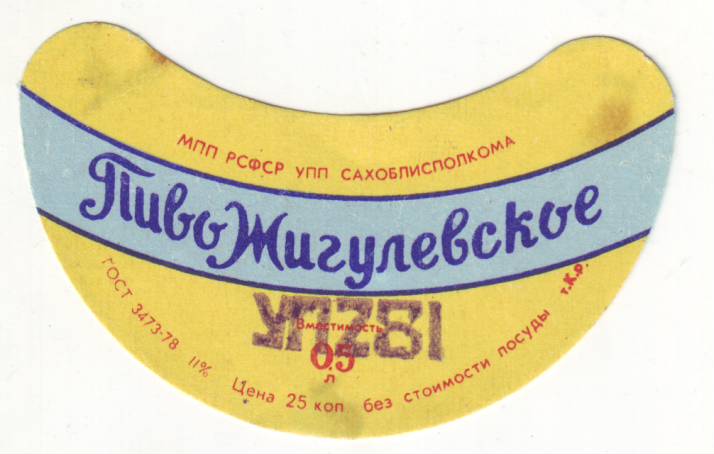 МПП РСФСР УПП САХОБЛИСПОЛКОМА
Пиво Жигулевское
Вместимость
0,5
л
ГОСТ 3473-78 11% Цена 25 коп без стоимости посуды т.К.р.